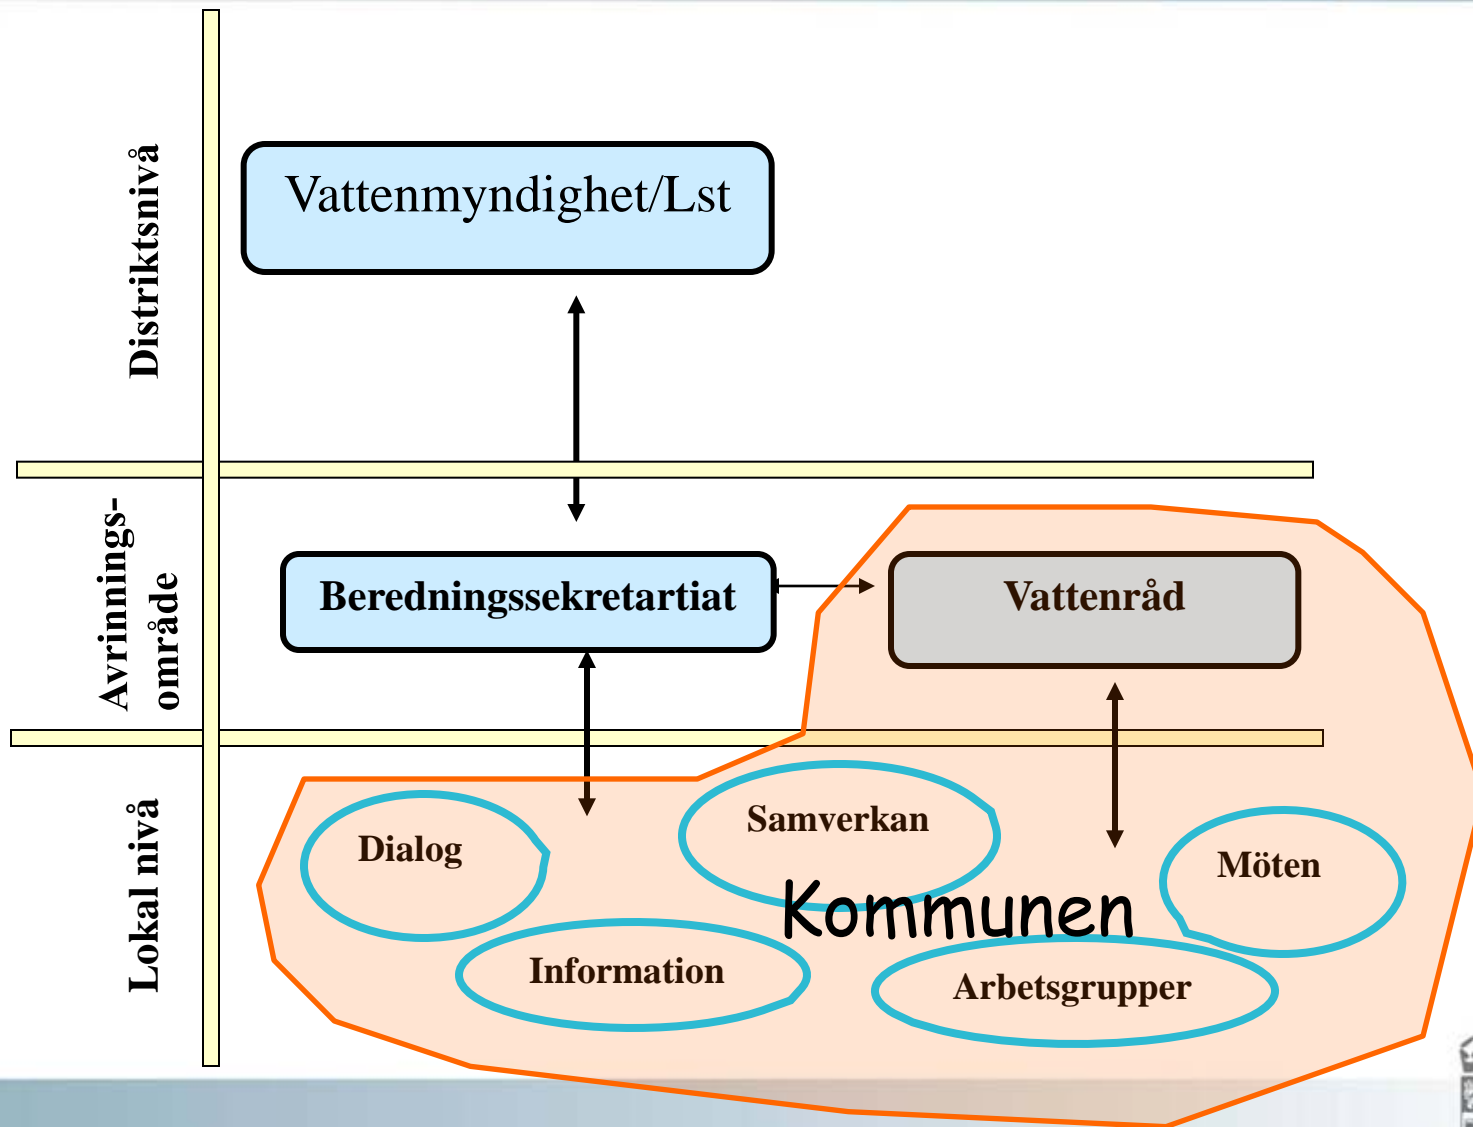 Distriktsnivå
Vattenmyndighet/Lst
Avrinnings-
område
Beredningssekretartiat
Vattenråd
Lokal nivå
Dialog
Samverkan
Möten
Kommunen
Information
Arbetsgrupper